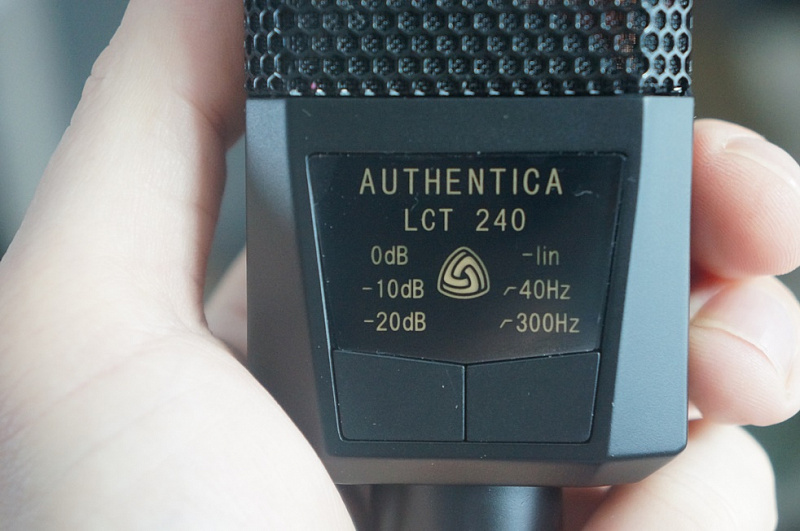 AUTHENTICA
LCT 240
0dB -lin
-10dB 40Hz
-20dB 300Hz